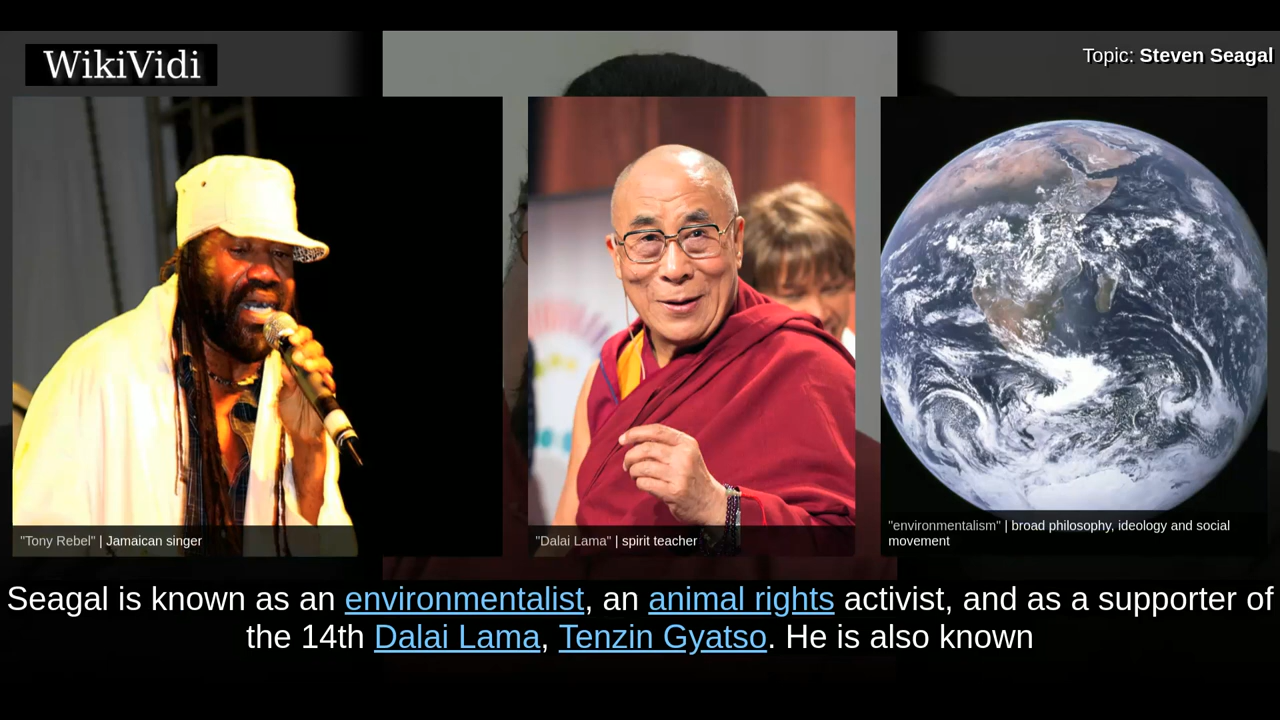 WikiVidi
Topic: Steven Seagal
"Tony Rebel" | Jamaican singer
"Dalai Lama" | spirit teacher
"environmentalism" | broad philosophy, ideology and social
movement
Seagal is known as an environmentalist, an animal rights activist, and as a supporter of
the 14th Dalai Lama, Tenzin Gyatso. He is also known